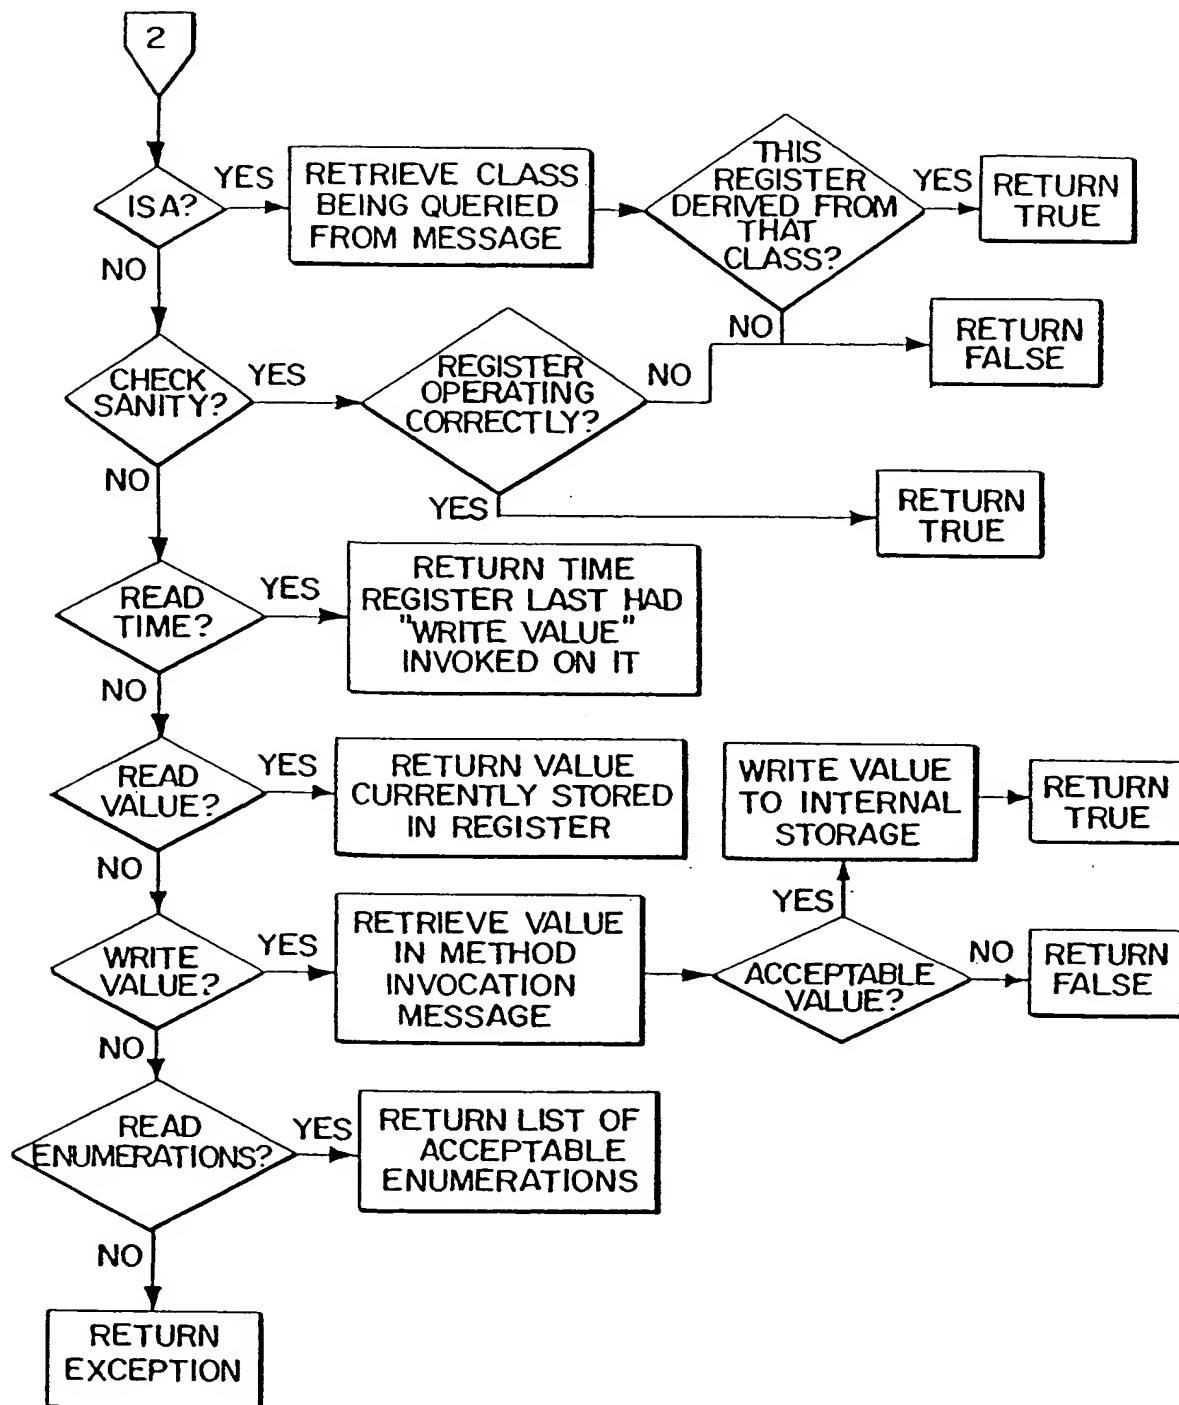 2
ISA?
YES
RETRIEVE CLASS
BEING QUERIED
FROM MESSAGE
THIS
REGISTER
DERIVED FROM
THAT
CLASS?
YES
RETURN
TRUE
NO
NO
RETURN
FALSE
CHECK
SANITY?
YES
REGISTER
OPERATING
CORRECTLY?
NO
NO
YES
RETURN
TRUE
READ
TIME?
YES
RETURN TIME
REGISTER LAST HAD
"WRITE VALUE"
INVOKED ON IT
NO
READ
VALUE?
YES
RETURN VALUE
CURRENTLY STORED
IN REGISTER
WRITE VALUE
TO INTERNAL
STORAGE
RETURN
TRUE
NO
YES
WRITE
VALUE?
YES
RETRIEVE VALUE
IN METHOD
INVOCATION
MESSAGE
ACCEPTABLE
VALUE?
NO
RETURN
FALSE
NO
READ
ENUMERATIONS?
YES
RETURN LIST OF
ACCEPTABLE
ENUMERATIONS
NO
RETURN
EXCEPTION